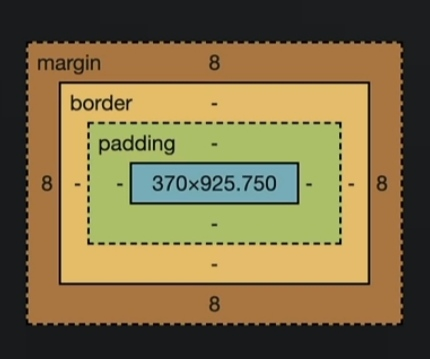 margin 8
border -
padding -
8 - - 370×925.750 - - 8
-
-
8